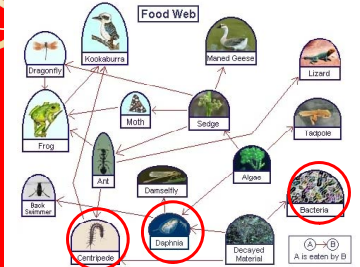 Food Web
Dragonfly
Kookaburra
Maned Geese
Lizard
Frog
Moth
Sedge
Tadpole
Ant
Damselfly
Algae
Back
Swimmer
Bacteria
Centripede
Daphnia
Decayed
Material
A B
A is eaten by B